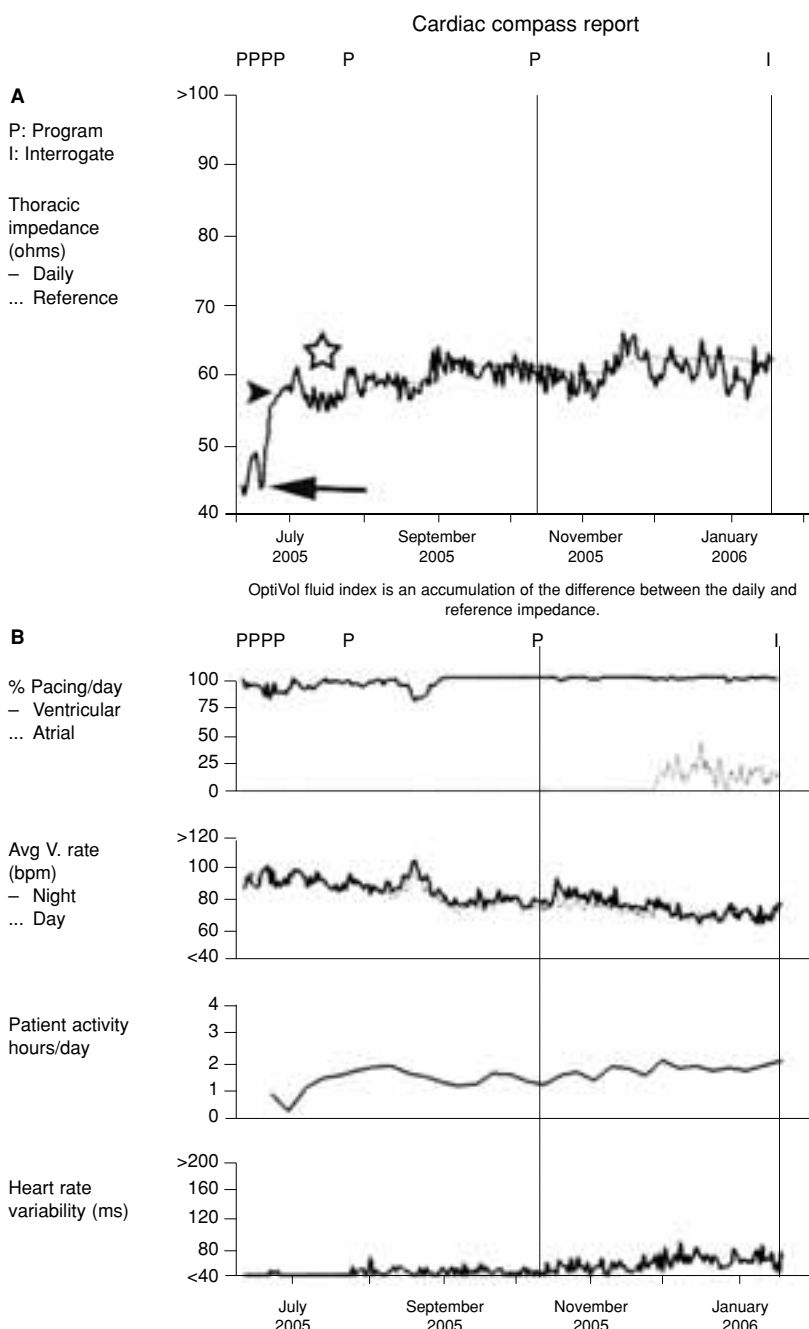 Cardiac compass report
PPPP P P I
A
P: Program
I: Interrogate
Thoracic
impedance
(ohms)
– Daily
... Reference
>100
90
80
70
60
50
40
July
2005
September
2005
November
2005
January
2006
OptiVol fluid index is an accumulation of the difference between the daily and
reference impedance.
B
PPPP P P I
% Pacing/day
– Ventricular
... Atrial
100
75
50
25
0
Avg V. rate
(bpm)
– Night
... Day
>120
100
80
60
<40
Patient activity
hours/day
4
3
2
1
0
Heart rate
variability (ms)
>200
160
120
80
<40
July
2005
September
2005
November
2005
January
2006